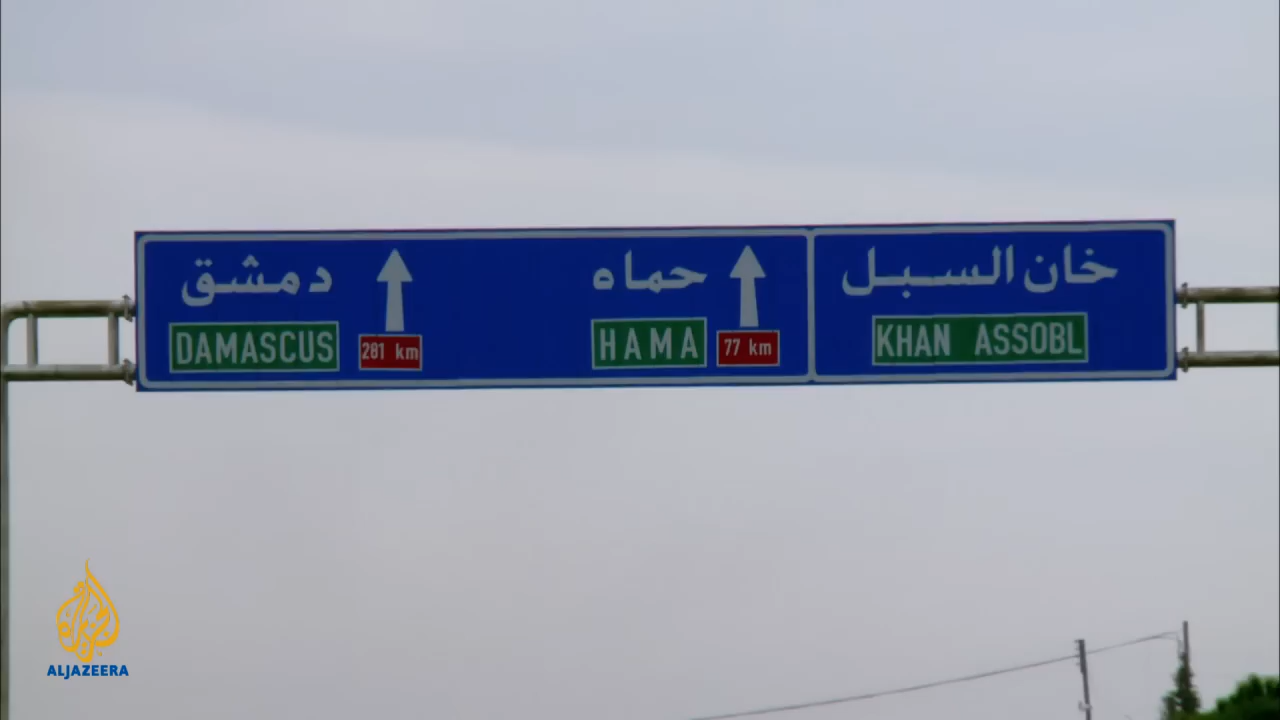 دمشق
DAMASCUS
281 km
حماه
HAMA
77 km
خان السبل
KHAN ASSOBL
ALJAZEERA